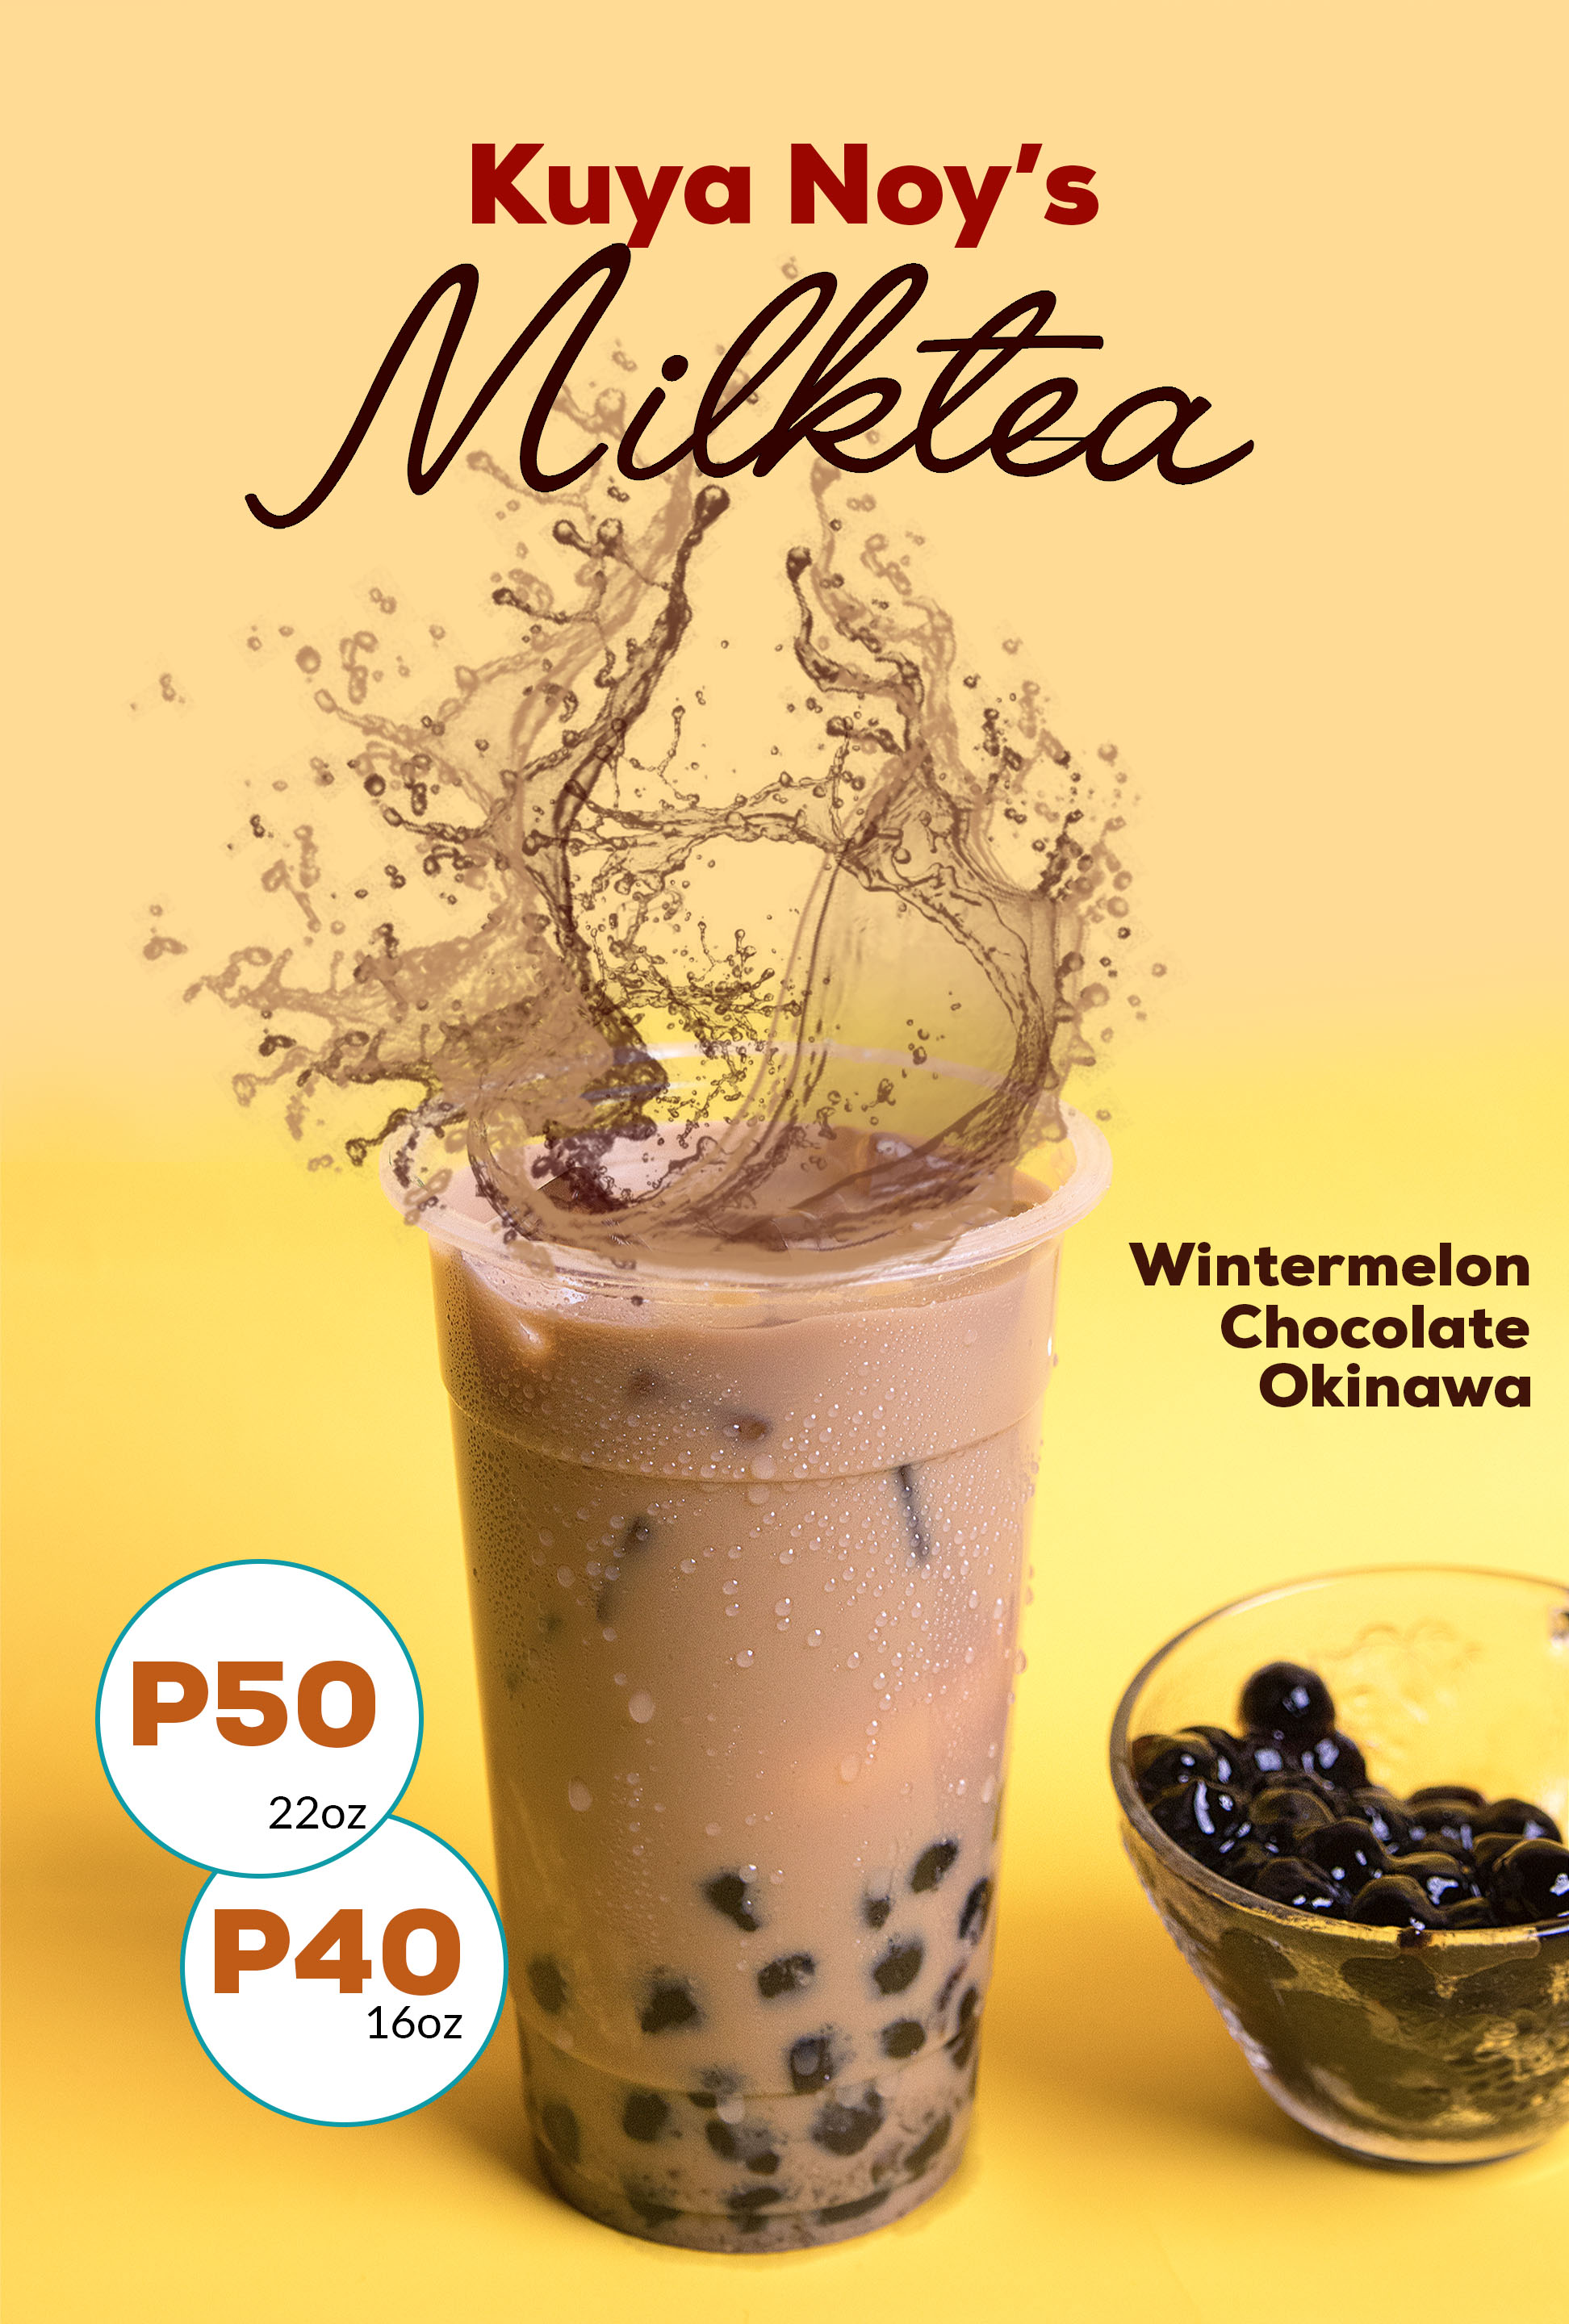 Kuya Noy's
Milktea
Wintermelon
Chocolate
Okinawa
P50
22oz
P40
16oz